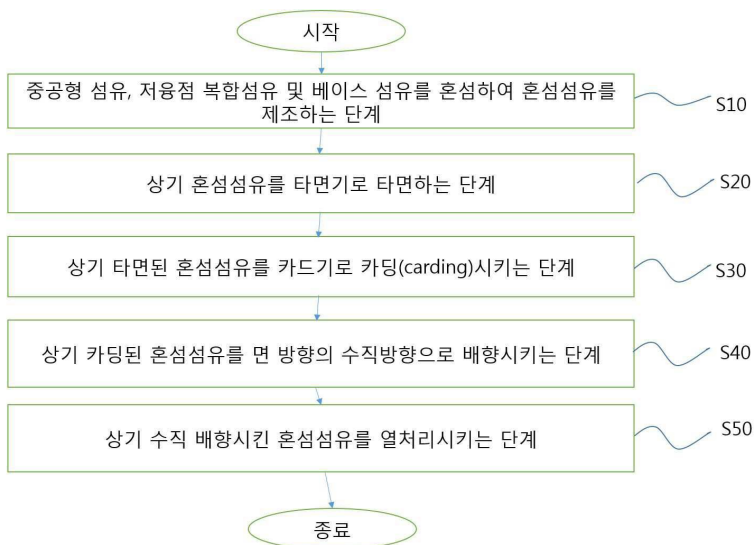 시작
중공형 섬유, 저융점 복합섬유 및 베이스 섬유를 혼섬하여 혼섬섬유를
제조하는 단계
S10
상기 혼섬섬유를 타면기로 타면하는 단계
S20
상기 타면된 혼섬섬유를 카드기로 카딩(carding)시키는 단계
S30
상기 카딩된 혼섬섬유를 면 방향의 수직방향으로 배향시키는 단계
S40
상기 수직 배향시킨 혼섬섬유를 열처리시키는 단계
S50
종료